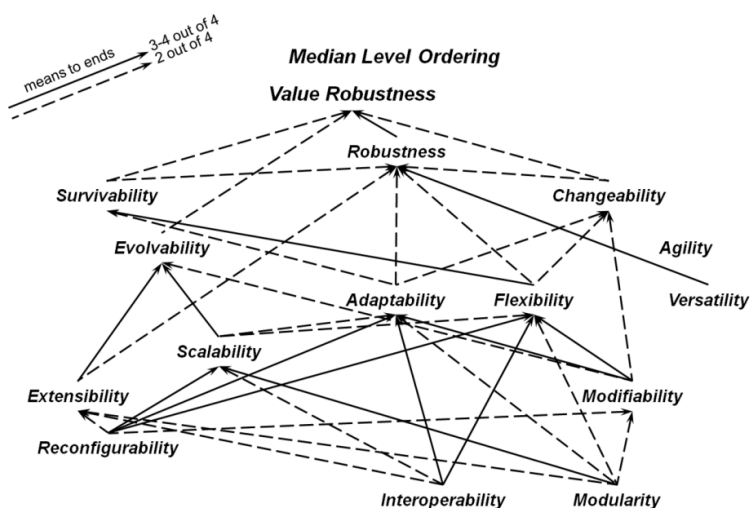 3-4 out of 4
means to ends
2 out of 4
Median Level Ordering
Value Robustness
Robustness
Survivability
Changeability
Evolvability
Agility
Adaptability
Flexibility
Versatility
Scalability
Extensibility
Modifiability
Reconfigurability
Interoperability
Modularity